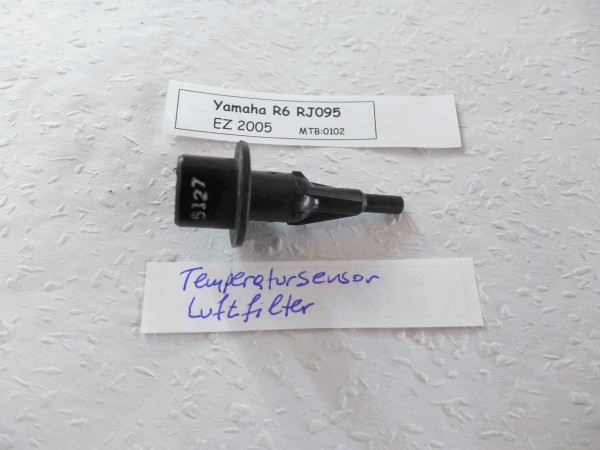 Yamaha R6 RJ095
EZ 2005 MTB:0102
5127
Temperatursensor
Luftfilter